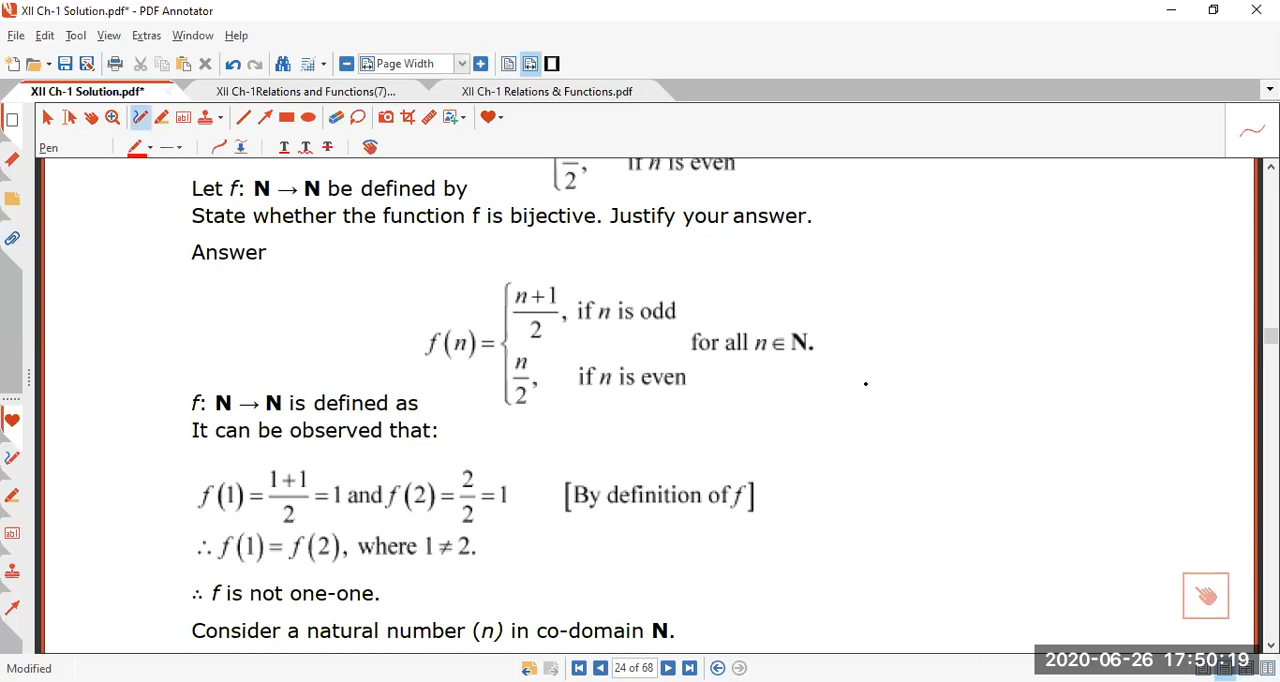 XII Ch-1 Solution.pdf* - PDF Annotator
File Edit Tool View Extras Window Help
Page Width
XII Ch-1 Solution.pdf* XII Ch-1Relations and Functions(7)... XII Ch-1 Relations & Functions.pdf
Pen
2, if n is even
Let f: N → N be defined by
State whether the function f is bijective. Justify your answer.
Answer
f(n) = { (n+1)/2, if n is odd
n/2, if n is even
for all n ∈ N.
f: N → N is defined as
It can be observed that:
f(1) = (1+1)/2 = 1 and f(2) = 2/2 = 1 [By definition of f]
∴ f(1) = f(2), where 1 ≠ 2.
∴ f is not one-one.
Consider a natural number (n) in co-domain N.
Modified
24 of 68
2020-06-26 17:50:19